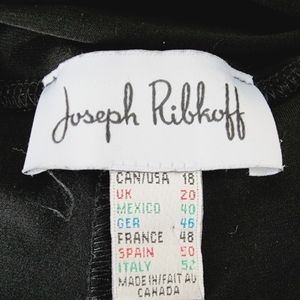 Joseph Ribkoff
CAN/USA 18
UK 20
MEXICO 40
GER 46
FRANCE 48
SPAIN 50
ITALY 52
MADE IN/FAIT AU
CANADA